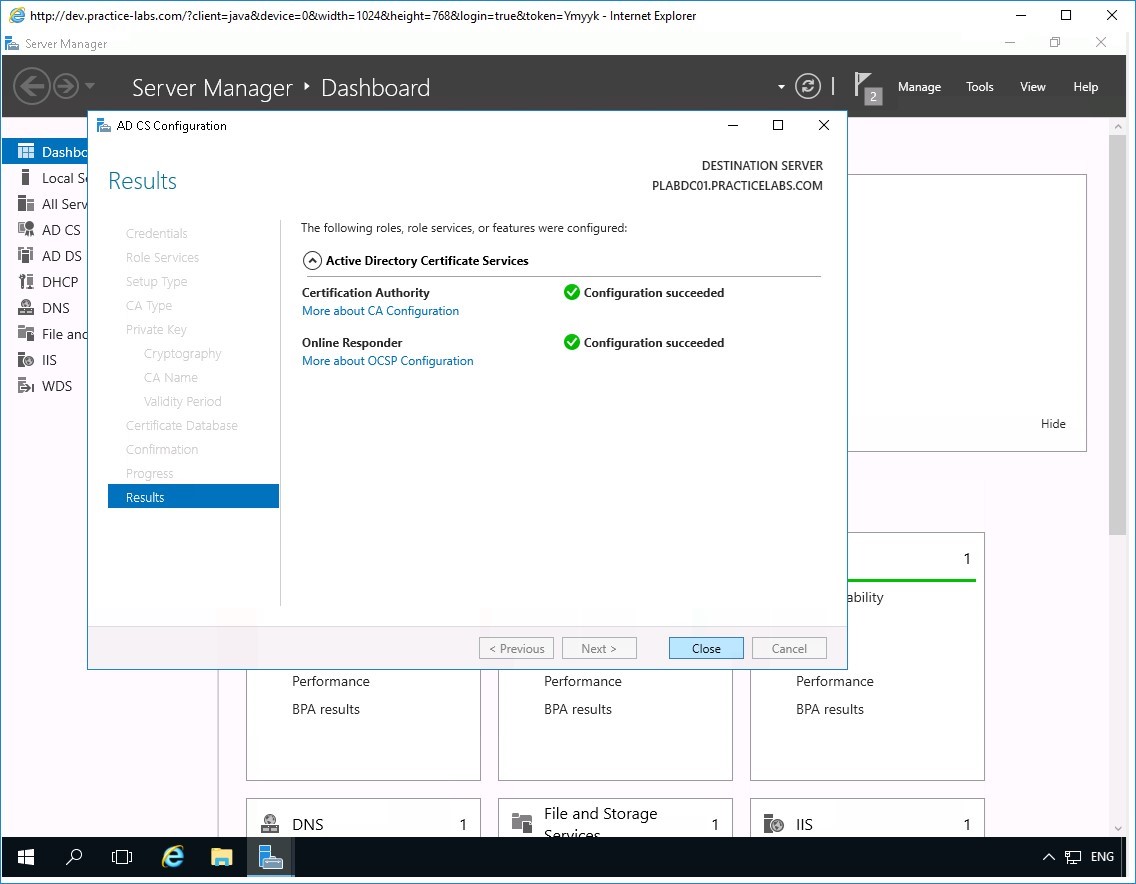 http://dev.practice-labs.com/?client=java&device=0&width=1024&height=768&login=true&token=Ymyyk - Internet Explorer
Server Manager
Server Manager • Dashboard
2
Manage
Tools
View
Help
AD CS Configuration
Results
DESTINATION SERVER
PLABDC01.PRACTICELABS.COM
Credentials
Role Services
Setup Type
CA Type
Private Key
Cryptography
CA Name
Validity Period
Certificate Database
Confirmation
Progress
Results
The following roles, role services, or features were configured:
Active Directory Certificate Services
Certification Authority
Configuration succeeded
More about CA Configuration
Online Responder
Configuration succeeded
More about OCSP Configuration
< Previous
Next >
Close
Cancel
Dashbo
Local Se
All Serv
AD CS
AD DS
DHCP
DNS
File and
IIS
WDS
Hide
1
ability
Performance
BPA results
Performance
BPA results
Performance
BPA results
DNS
1
File and Storage
Services
1
IIS
1
ENG